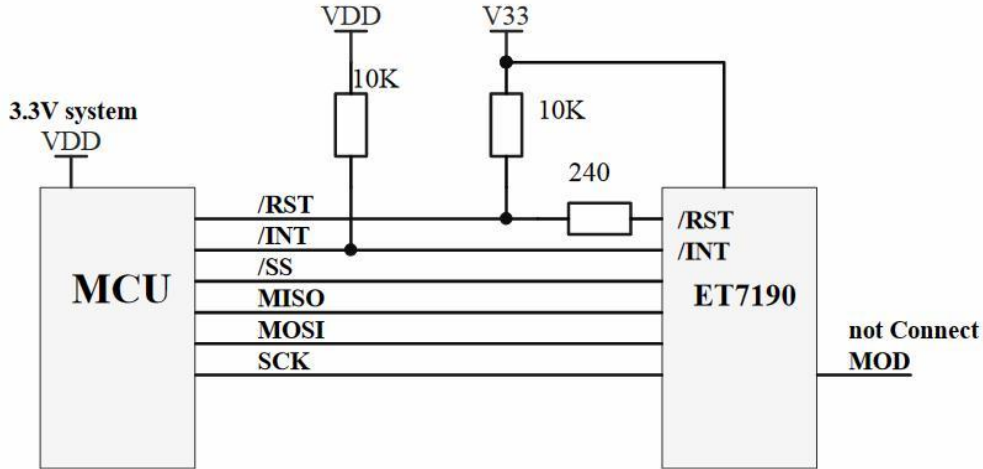 VDD
V33
10K
10K
3.3V system
VDD
240
/RST
/RST
/INT
/INT
/SS
MCU
ET7190
MISO
MOSI
not Connect
SCK
MOD